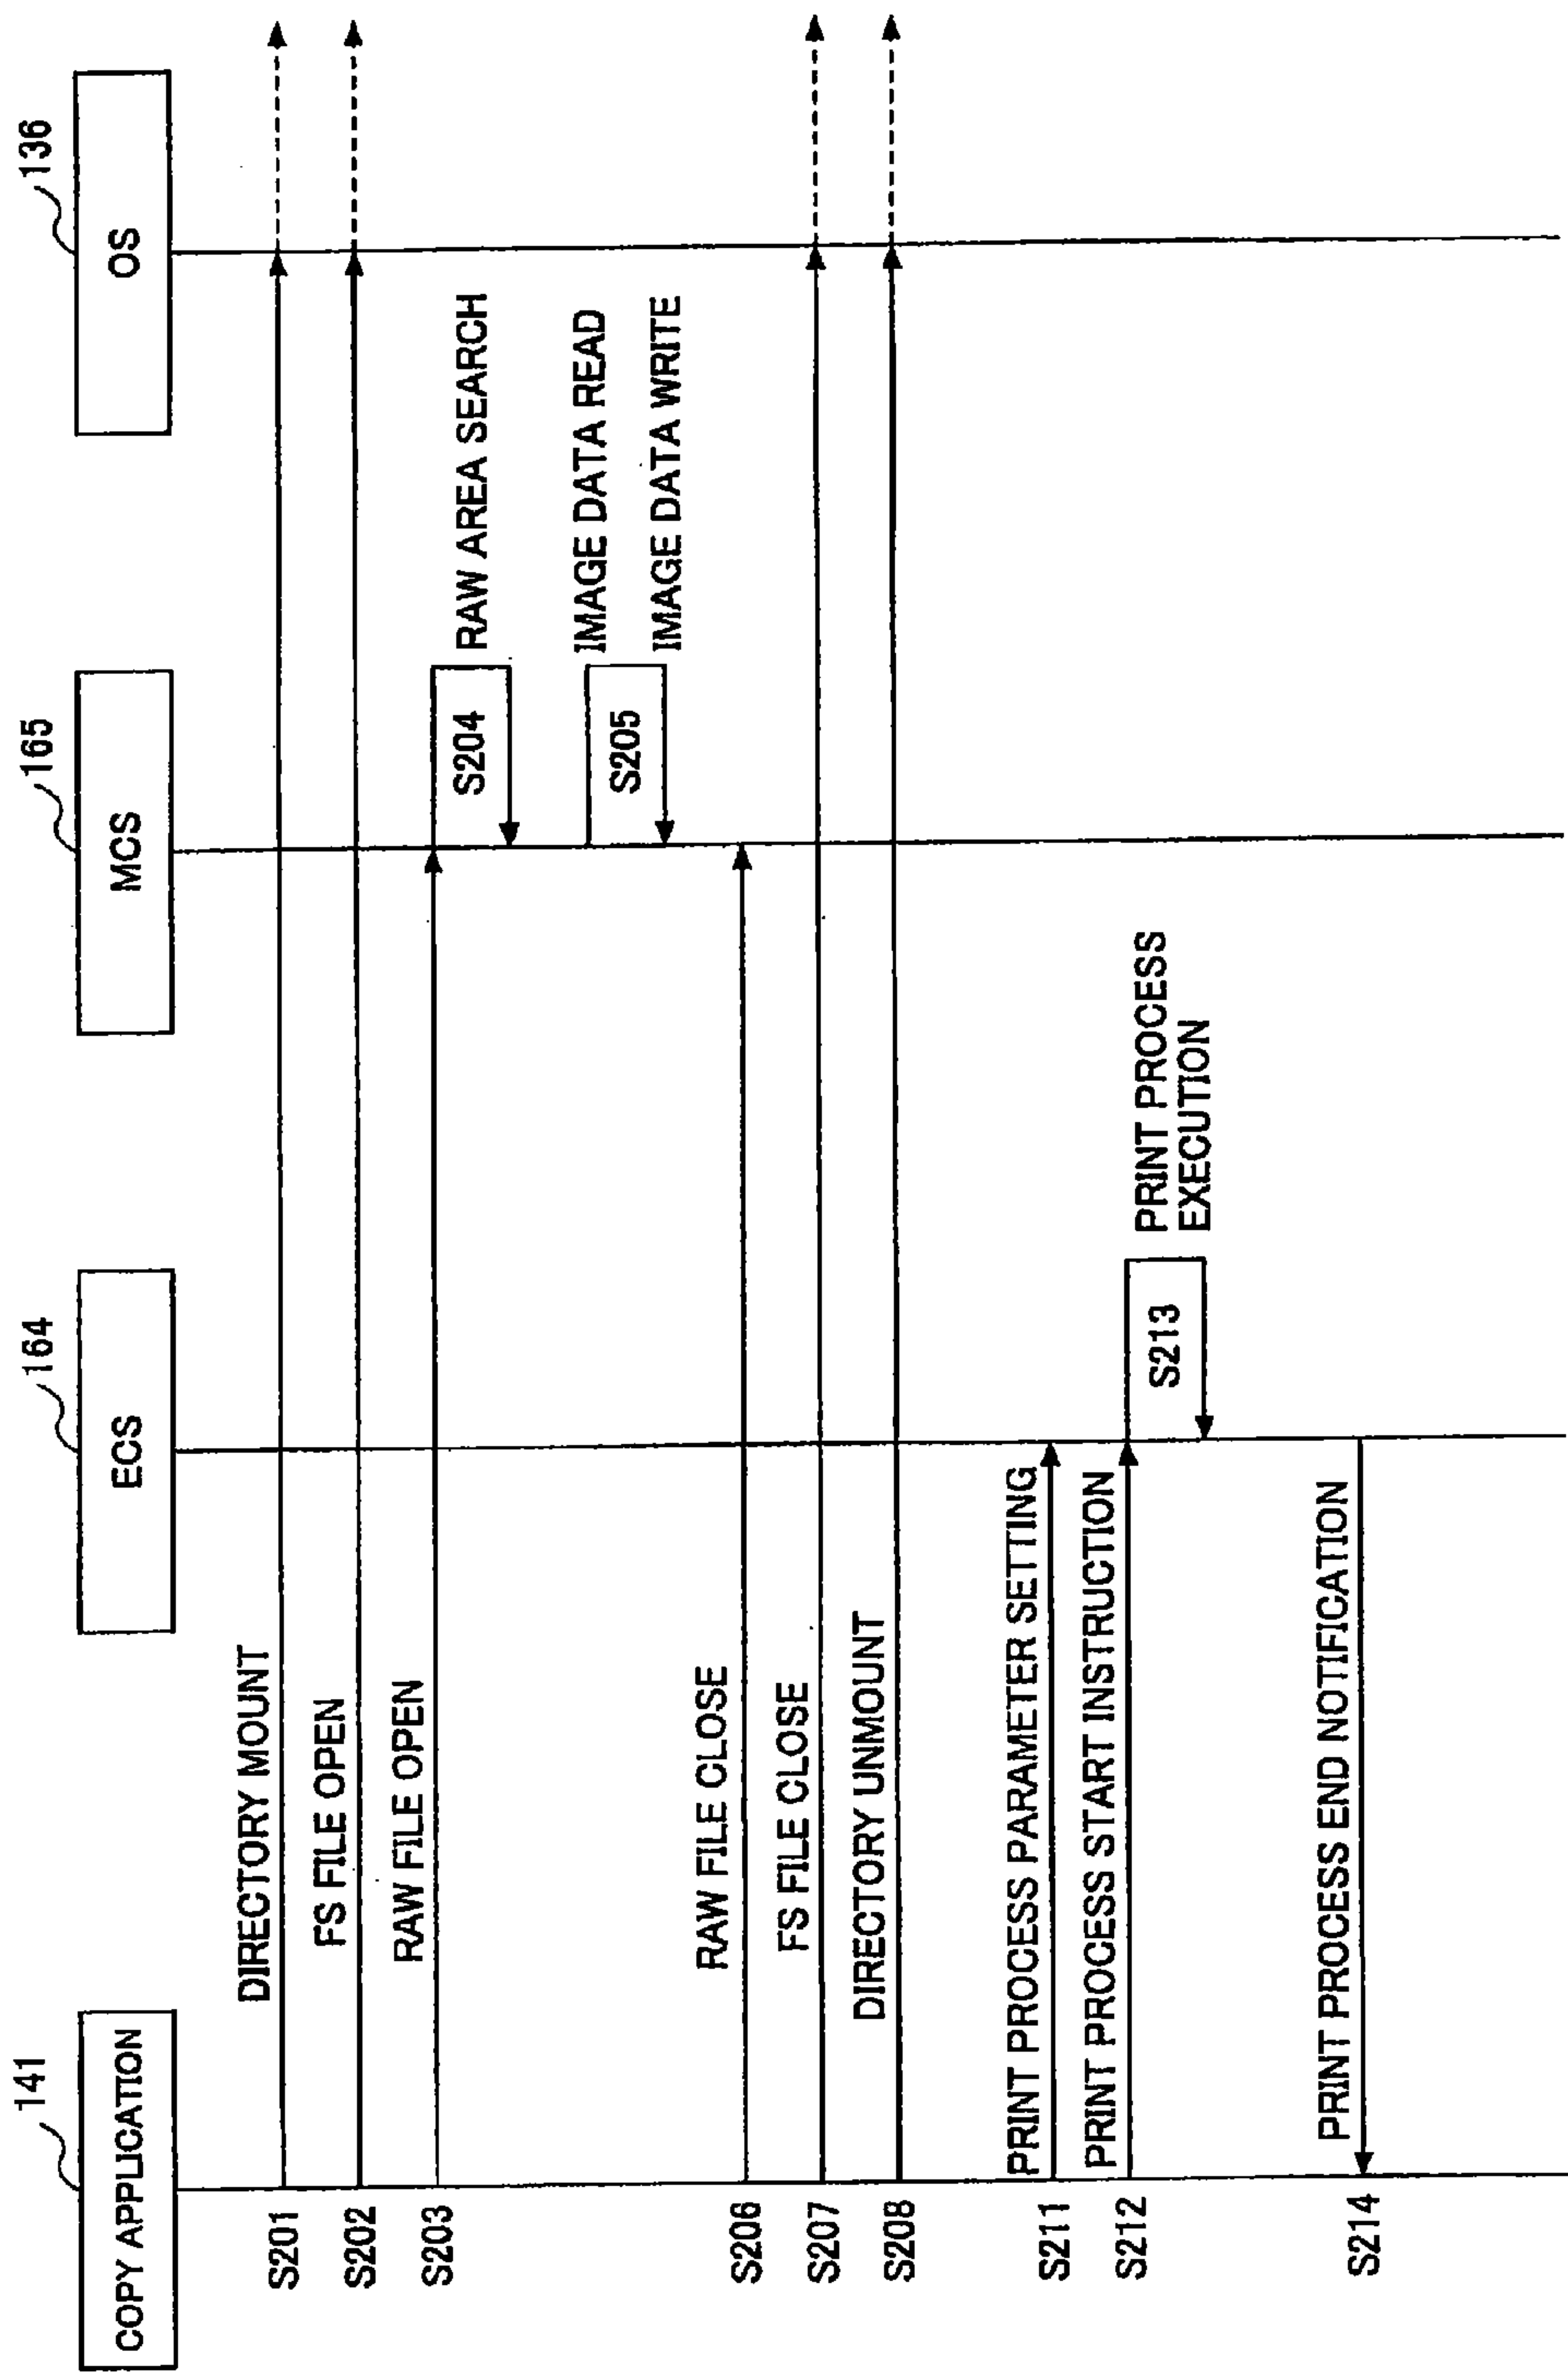 141
COPY APPLICATION
164
ECS
165
MCS
136
OS
S201
DIRECTORY MOUNT
S202
FS FILE OPEN
S203
RAW FILE OPEN
S204
RAW AREA SEARCH
S205
IMAGE DATA READ
IMAGE DATA WRITE
S206
RAW FILE CLOSE
S207
FS FILE CLOSE
S208
DIRECTORY UNMOUNT
S211
PRINT PROCESS PARAMETER SETTING
S212
PRINT PROCESS START INSTRUCTION
S213
PRINT PROCESS
EXECUTION
S214
PRINT PROCESS END NOTIFICATION